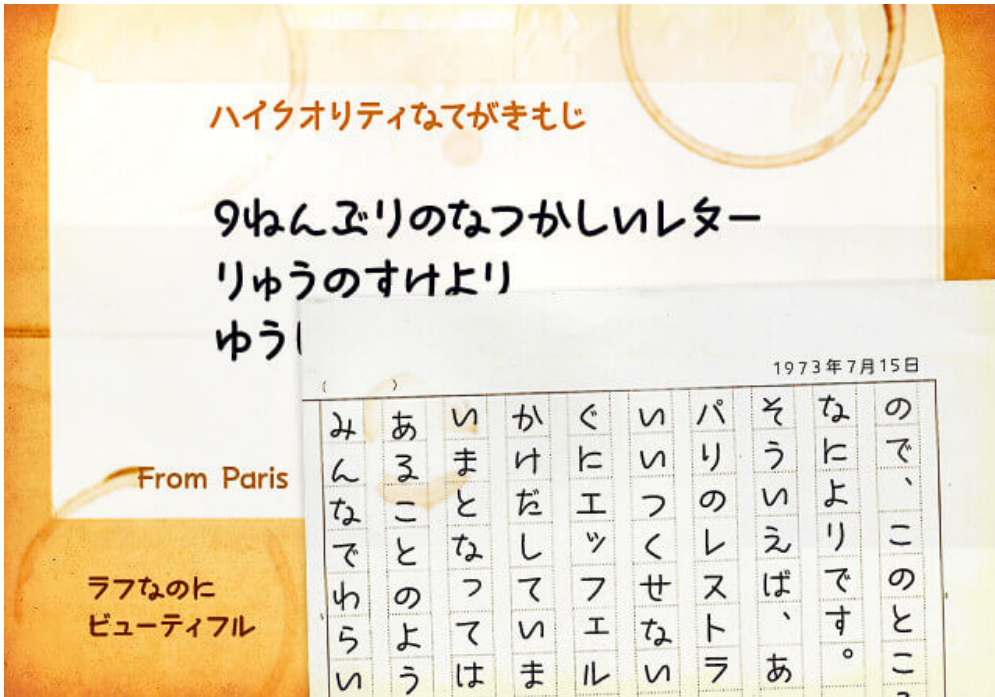 ハイクオリティなてがきもじ
9ねんぶりのなつかしいレター
りゅうのすけより
ゆう
From Paris
ラフなのに
ビューティフル
1973年7月15日
( )
ので、このとこ
なによりです。
そういえば、あ
パリのレストラ
いいつくせない
ぐにエッフェル
かけだしていま
いまとなっては
あることのよう
みんなでわらい